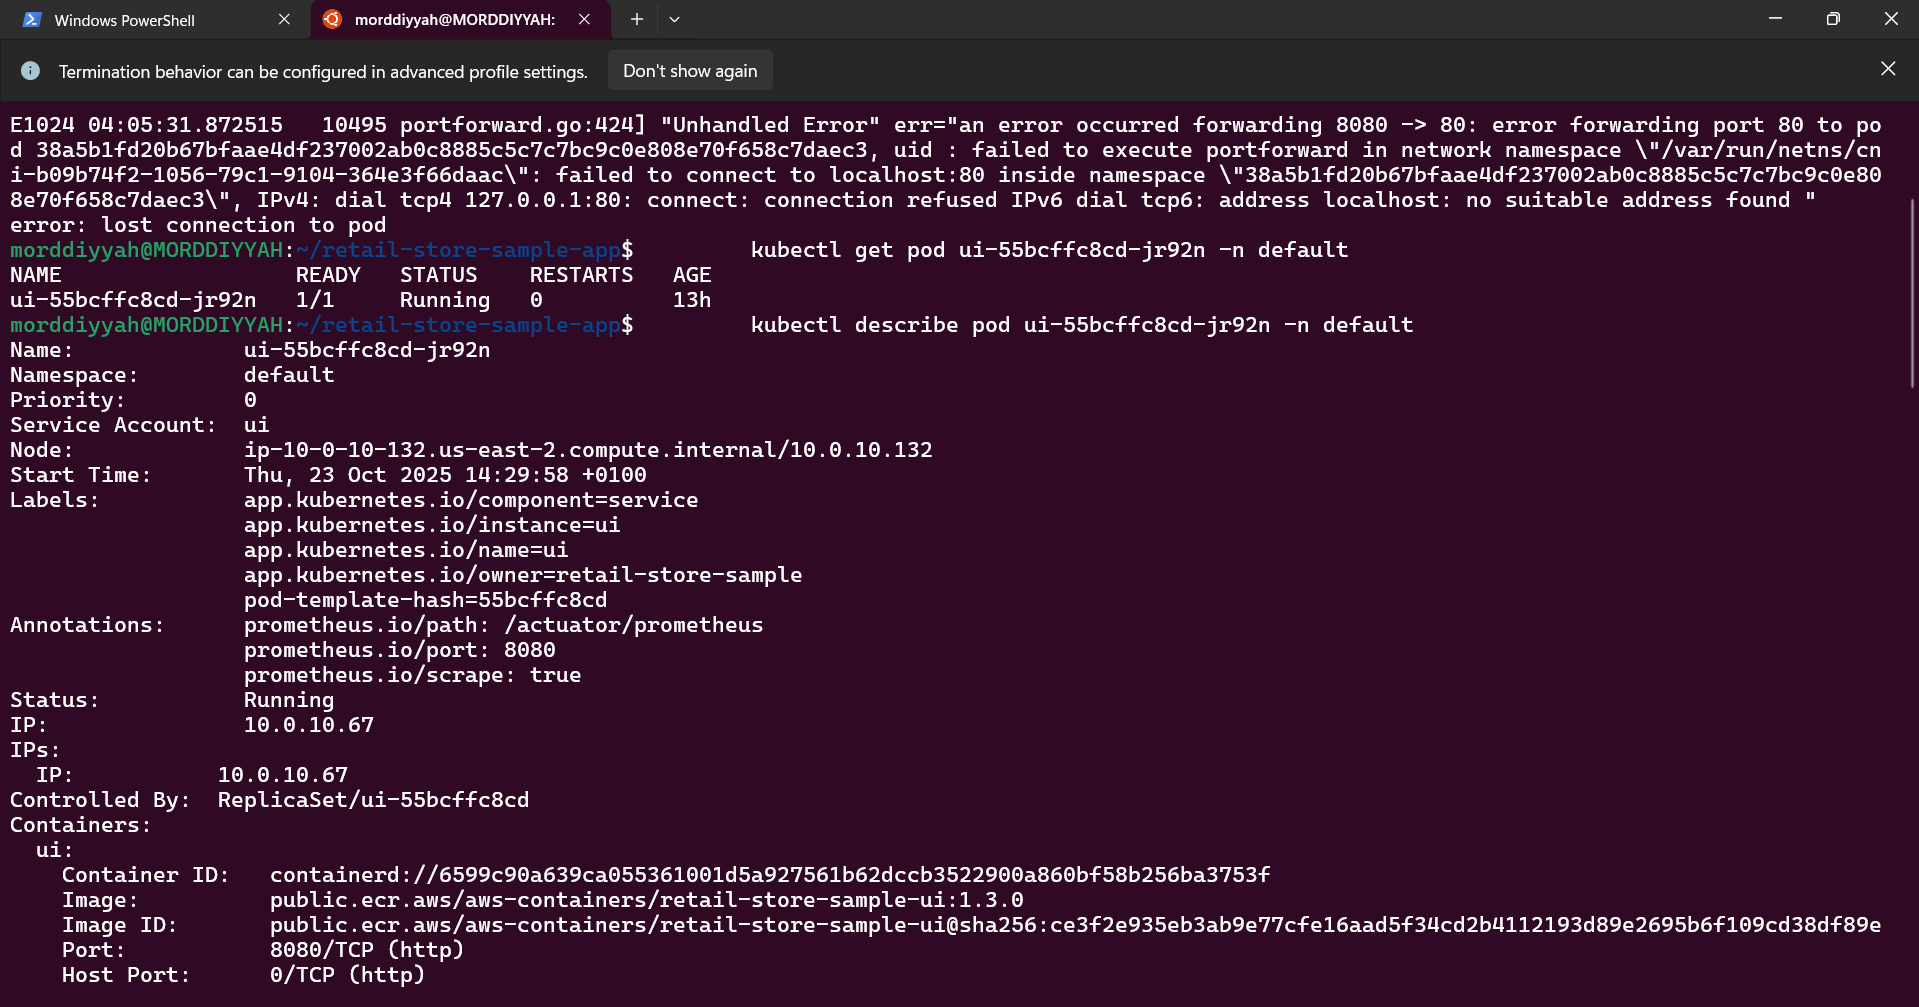 Windows PowerShell
morddiyyah@MORDDIYYAH:
Termination behavior can be configured in advanced profile settings. Don't show again
E1024 04:05:31.872515   10495 portforward.go:424] "Unhandled Error" err="an error occurred forwarding 8080 -> 80: error forwarding port 80 to po
d 38a5b1fd20b67bfaae4df237002ab0c8885c5c7c7bc9c0e808e70f658c7daec3, uid : failed to execute portforward in network namespace \"/var/run/netns/cn
i-b09b74f2-1056-79c1-9104-364e3f66daac\": failed to connect to localhost:80 inside namespace \"38a5b1fd20b67bfaae4df237002ab0c8885c5c7c7bc9c0e80
8e70f658c7daec3\", IPv4: dial tcp4 127.0.0.1:80: connect: connection refused IPv6 dial tcp6: address localhost: no suitable address found "
error: lost connection to pod
morddiyyah@MORDDIYYAH:~/retail-store-sample-app$         kubectl get pod ui-55bcffc8cd-jr92n -n default
NAME                  READY   STATUS    RESTARTS   AGE
ui-55bcffc8cd-jr92n   1/1     Running   0          13h
morddiyyah@MORDDIYYAH:~/retail-store-sample-app$         kubectl describe pod ui-55bcffc8cd-jr92n -n default
Name:             ui-55bcffc8cd-jr92n
Namespace:        default
Priority:         0
Service Account:  ui
Node:             ip-10-0-10-132.us-east-2.compute.internal/10.0.10.132
Start Time:       Thu, 23 Oct 2025 14:29:58 +0100
Labels:           app.kubernetes.io/component=service
                  app.kubernetes.io/instance=ui
                  app.kubernetes.io/name=ui
                  app.kubernetes.io/owner=retail-store-sample
                  pod-template-hash=55bcffc8cd
Annotations:      prometheus.io/path: /actuator/prometheus
                  prometheus.io/port: 8080
                  prometheus.io/scrape: true
Status:           Running
IP:               10.0.10.67
IPs:
  IP:           10.0.10.67
Controlled By:  ReplicaSet/ui-55bcffc8cd
Containers:
  ui:
    Container ID:   containerd://6599c90a639ca055361001d5a927561b62dccb3522900a860bf58b256ba3753f
    Image:          public.ecr.aws/aws-containers/retail-store-sample-ui:1.3.0
    Image ID:       public.ecr.aws/aws-containers/retail-store-sample-ui@sha256:ce3f2e935eb3ab9e77cfe16aad5f34cd2b4112193d89e2695b6f109cd38df89e
    Port:           8080/TCP (http)
    Host Port:      0/TCP (http)